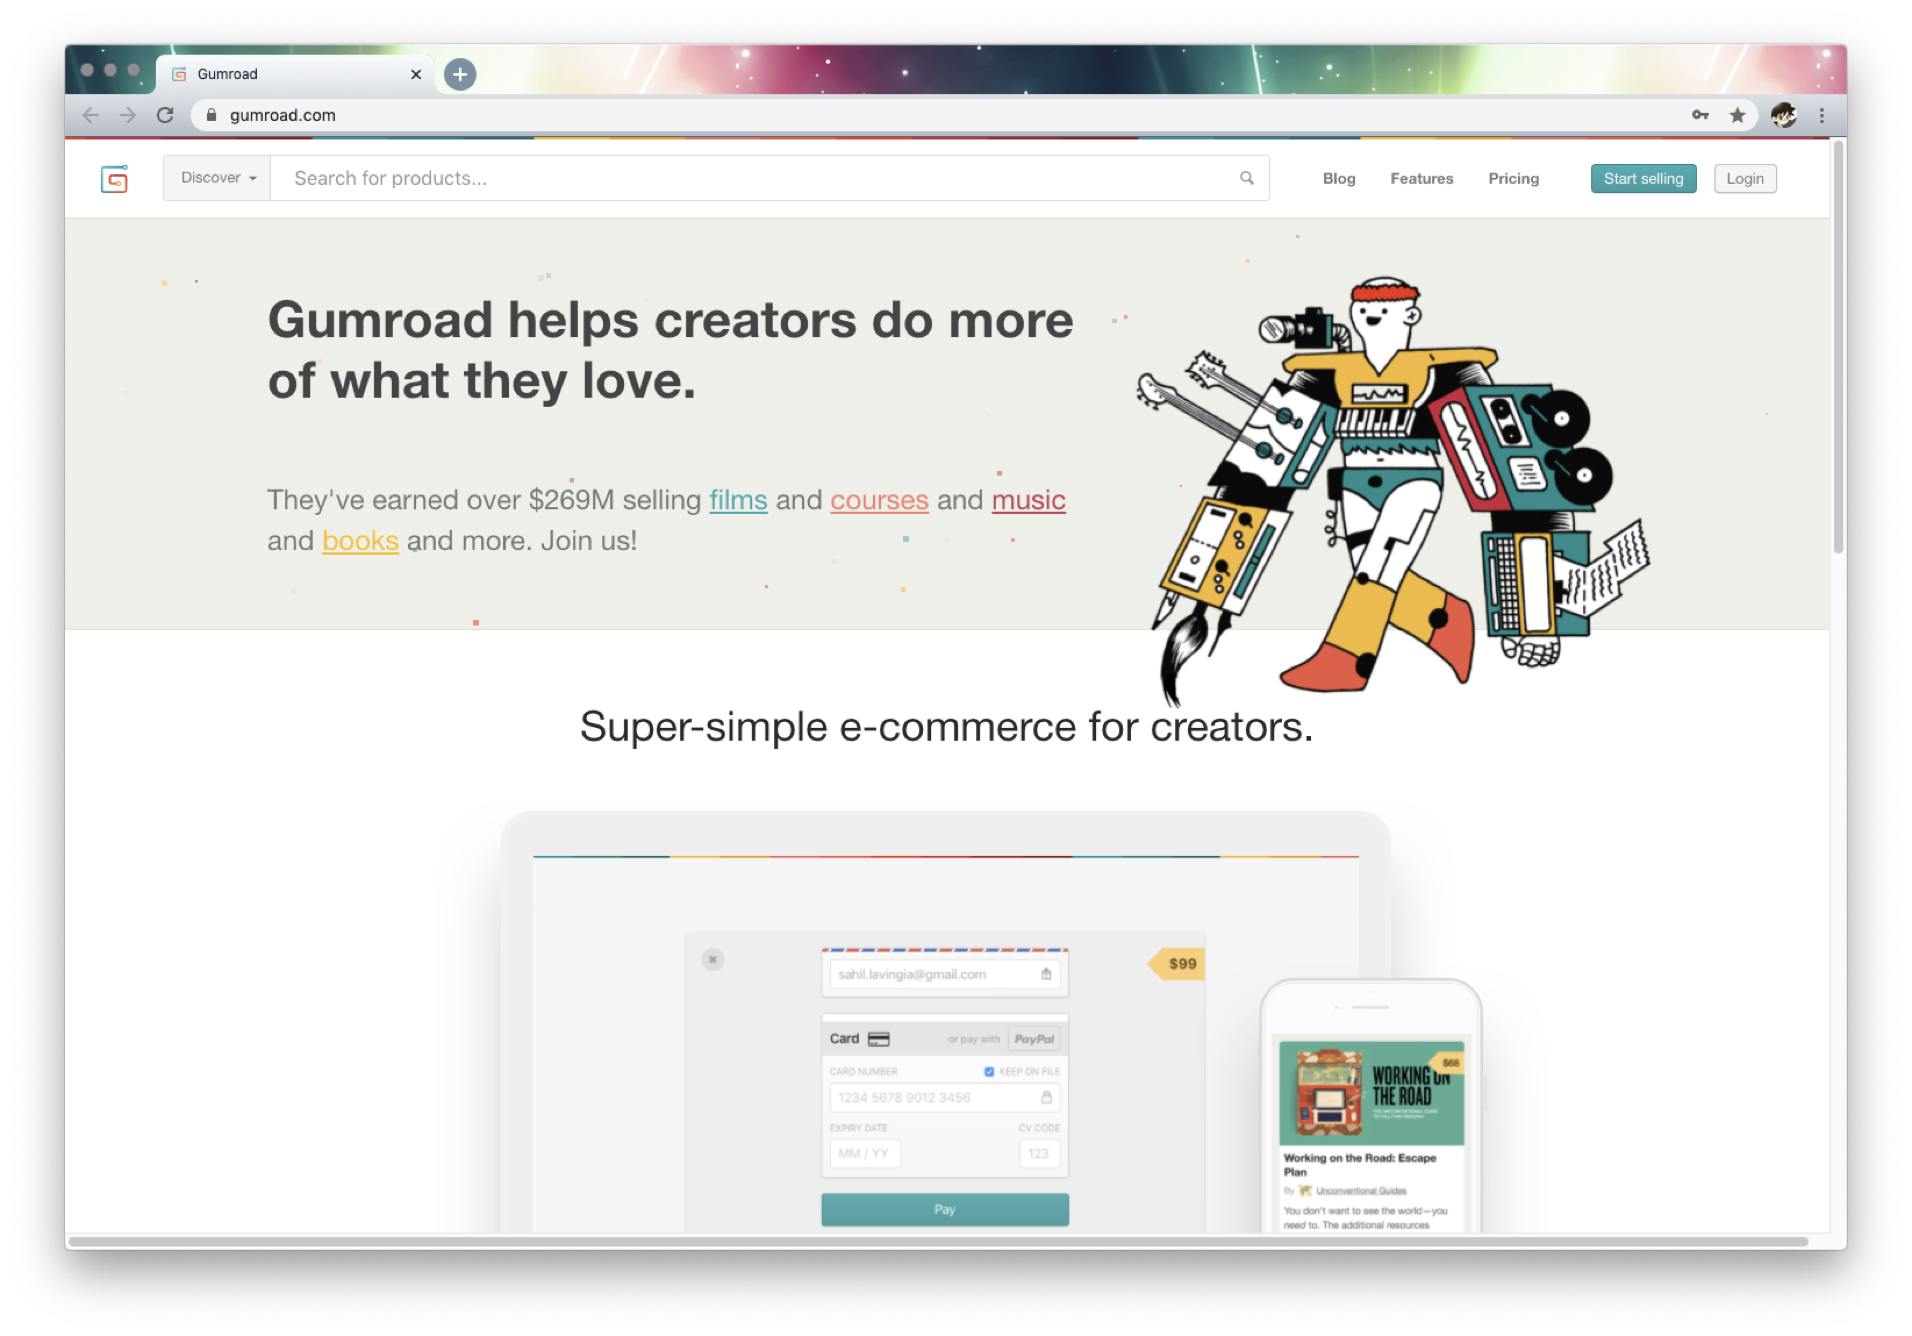 Gumroad
gumroad.com
Discover
Search for products...
Blog
Features
Pricing
Start selling
Login
Gumroad helps creators do more
of what they love.
They've earned over $269M selling films and courses and music
and books and more. Join us!
Super-simple e-commerce for creators.
$99
sahil.lavingia@gmail.com
Card
or pay with
PayPal
CARD NUMBER
KEEP ON FILE
1234 5678 9012 3456
EXPIRY DATE
CV CODE
MM / YY
123
Pay
$68
WORKING ON
THE ROAD
Working on the Road: Escape
Plan
By Unconventional Guides
You don't want to see the world—you
need to. The additional resources